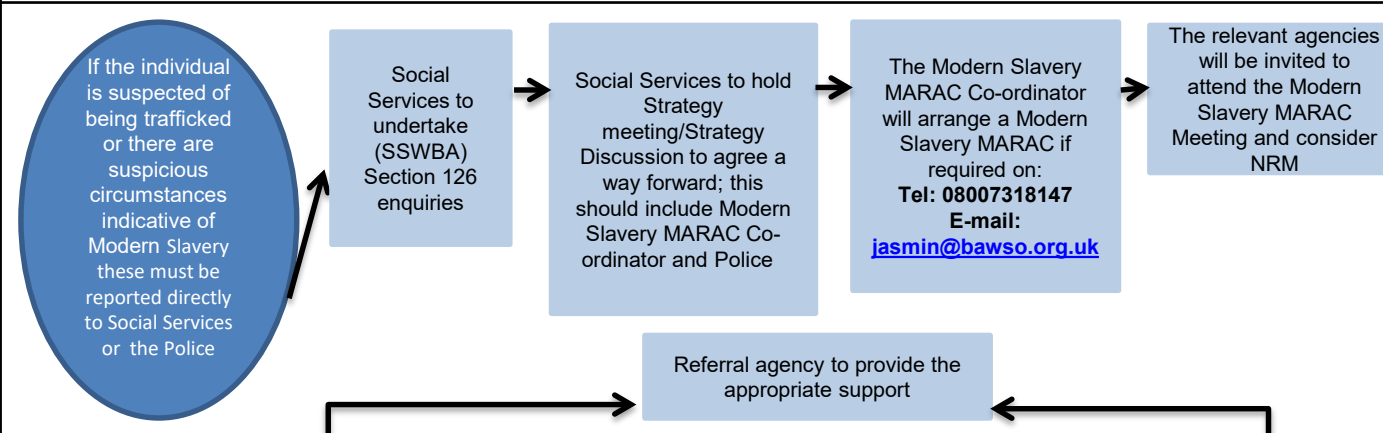 If the individual
is suspected of
being trafficked
or there are
suspicious
circumstances
indicative of
Modern Slavery
these must be
reported directly
to Social Services
or the Police
Social
Services to
undertake
(SSWBA)
Section 126
enquiries
Social Services to hold
Strategy
meeting/Strategy
Discussion to agree a
way forward; this
should include Modern
Slavery MARAC Co-
ordinator and Police
The Modern Slavery
MARAC Co-ordinator
will arrange a Modern
Slavery MARAC if
required on:
Tel: 08007318147
E-mail:
jasmin@bawso.org.uk
The relevant agencies
will be invited to
attend the Modern
Slavery MARAC
Meeting and consider
NRM
Referral agency to provide the
appropriate support